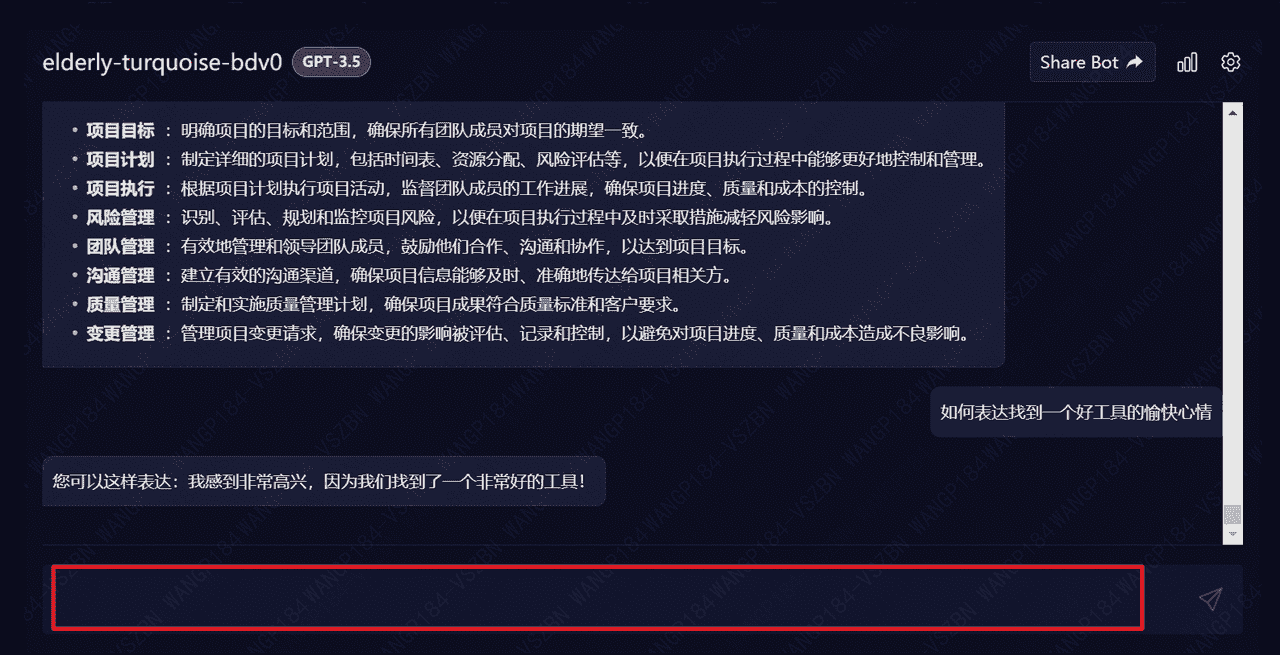 elderly-turquoise-bdv0 GPT-3.5 Share Bot
• 项目目标 ： 明确项目的目标和范围，确保所有团队成员对项目的期望一致。
• 项目计划 ： 制定详细的项目计划，包括时间表、资源分配、风险评估等，以便在项目执行过程中能够更好地控制和管理。
• 项目执行 ： 根据项目计划执行项目活动，监督团队成员的工作进展，确保项目进度、质量和成本的控制。
• 风险管理 ： 识别、评估、规划和监控项目风险，以便在项目执行过程中及时采取措施减轻风险影响。
• 团队管理 ： 有效地管理和领导团队成员，鼓励他们合作、沟通和协作，以达到项目目标。
• 沟通管理 ： 建立有效的沟通渠道，确保项目信息能够及时、准确地传达给项目相关方。
• 质量管理 ： 制定和实施质量管理计划，确保项目成果符合质量标准和客户要求。
• 变更管理 ： 管理项目变更请求，确保变更的影响被评估、记录和控制，以避免对项目进度、质量和成本造成不良影响。
如何表达找到一个好工具的愉快心情
您可以这样表达：我感到非常高兴，因为我们找到了一个非常好的工具！
WANGP184-VSZBN